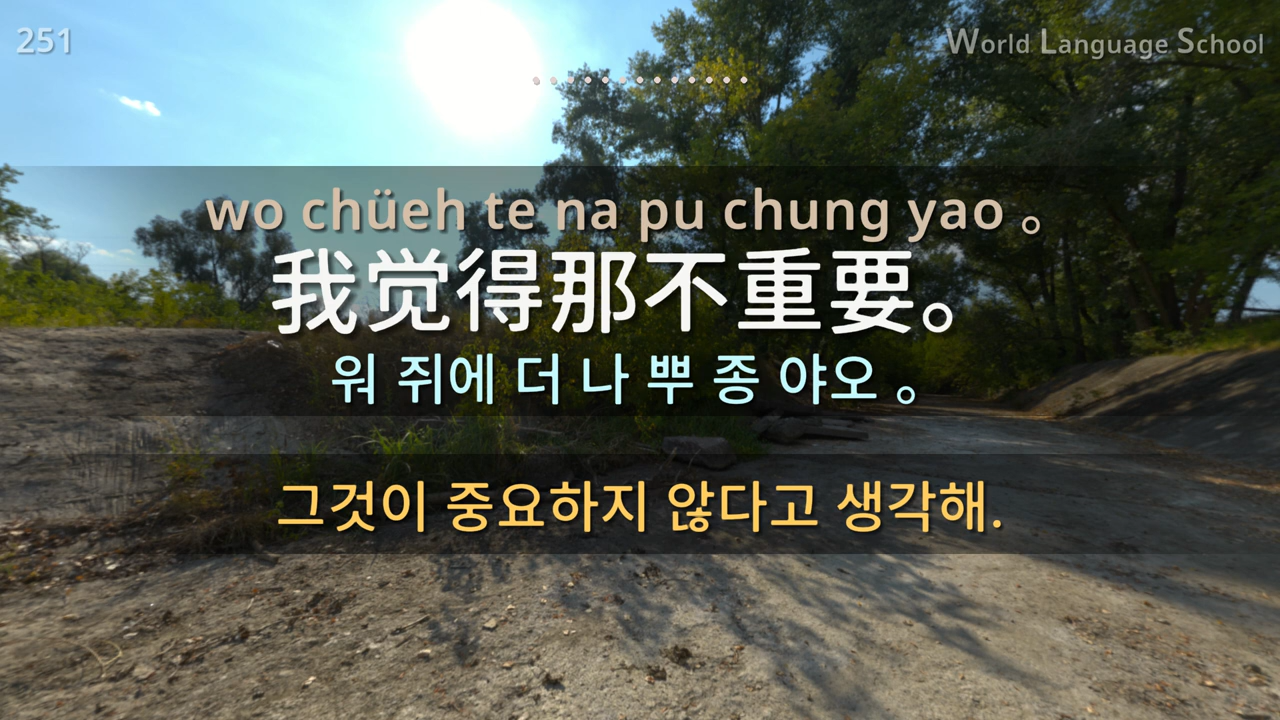 251
World Language School
wo chüeh te na pu chung yao 。
我觉得那不重要。
워 쥐에 더 나 뿌 종 야오 。
그것이 중요하지 않다고 생각해.